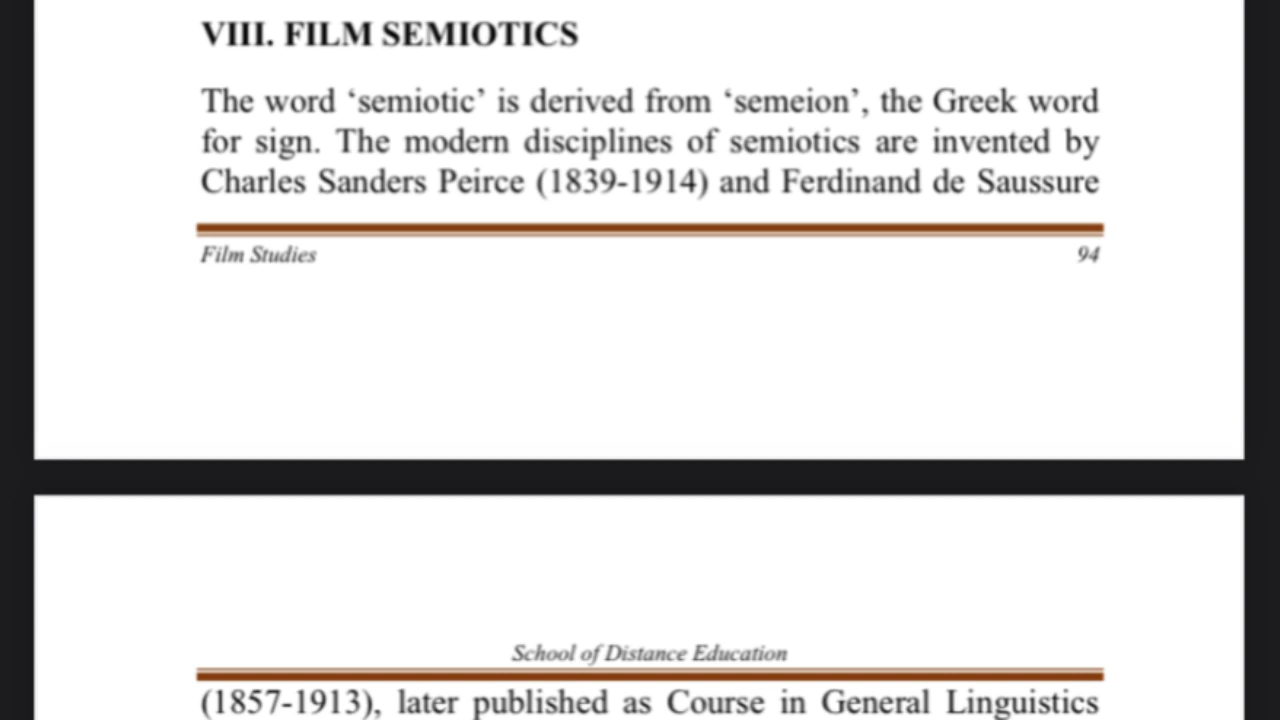 VIII. FILM SEMIOTICS
The word ‘semiotic’ is derived from ‘semeion’, the Greek word
for sign. The modern disciplines of semiotics are invented by
Charles Sanders Peirce (1839-1914) and Ferdinand de Saussure
Film Studies 94
School of Distance Education
(1857-1913), later published as Course in General Linguistics